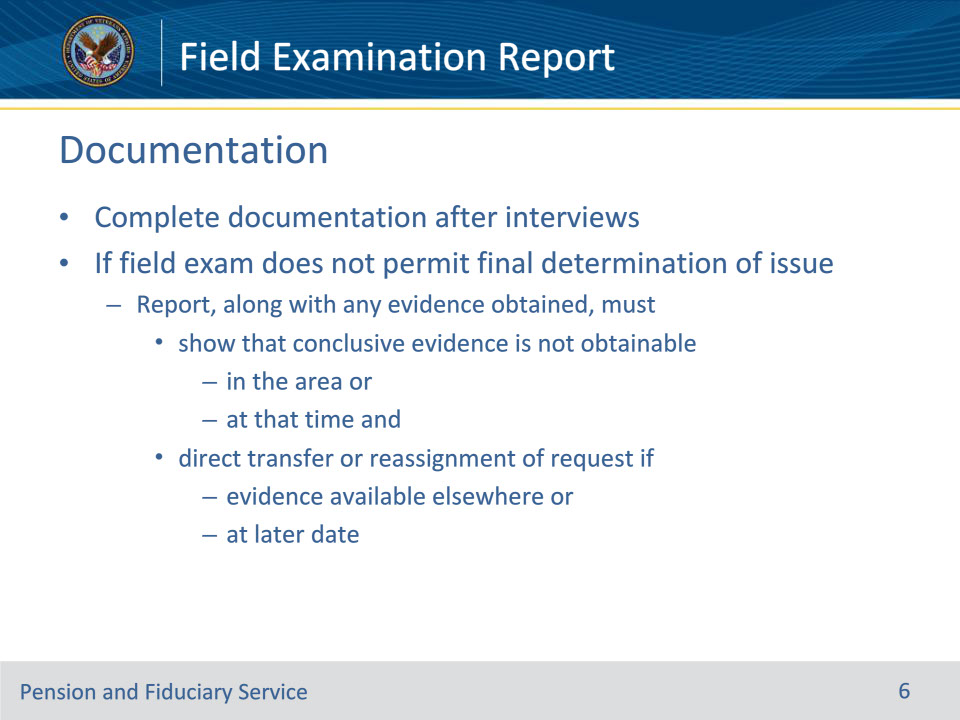 Field Examination Report
Documentation
• Complete documentation after interviews
• If field exam does not permit final determination of issue
– Report, along with any evidence obtained, must
• show that conclusive evidence is not obtainable
– in the area or
– at that time and
• direct transfer or reassignment of request if
– evidence available elsewhere or
– at later date
Pension and Fiduciary Service
6